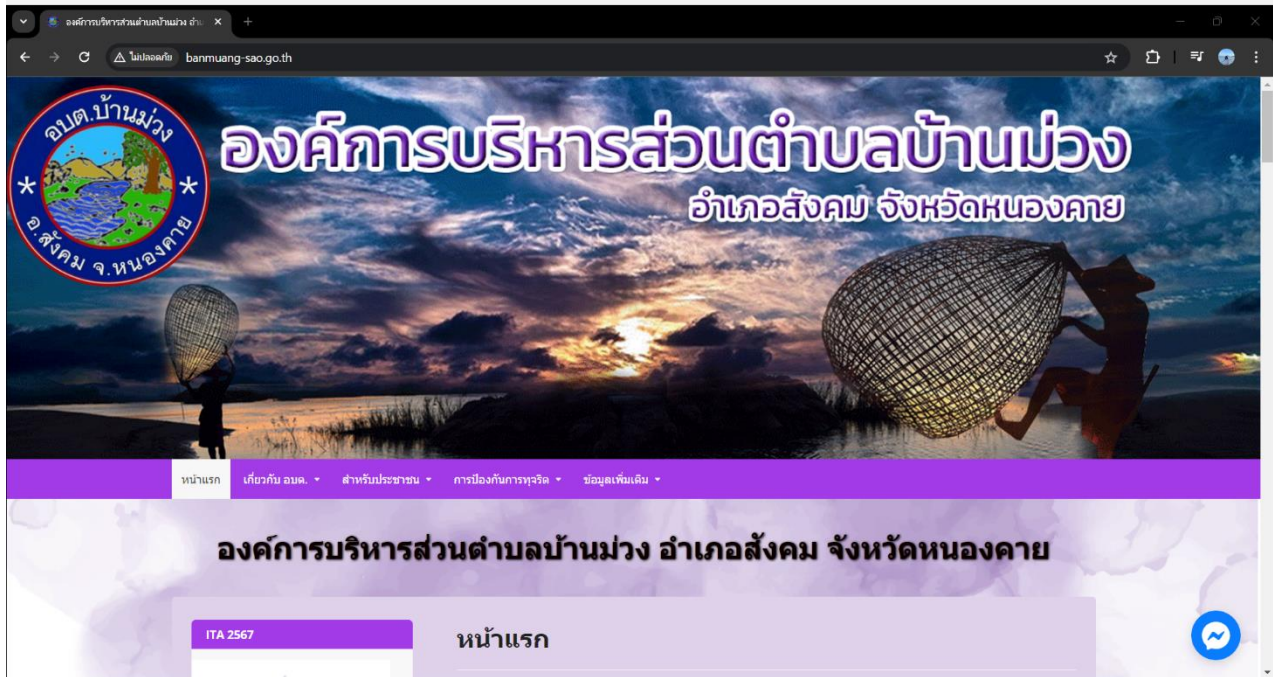 องค์การบริหารส่วนตำบลบ้านม่วง อำเ
ไม่ปลอดภัย banmuang-sao.go.th
อบต.บ้านม่วง
อ.สังคม จ.หนองคาย
องค์การบริหารส่วนตำบลบ้านม่วง
อำเภอสังคม จังหวัดหนองคาย
หน้าแรก เกี่ยวกับ อบต. สำหรับประชาชน การป้องกันการทุจริต ข้อมูลเพิ่มเติม
องค์การบริหารส่วนตำบลบ้านม่วง อำเภอสังคม จังหวัดหนองคาย
ITA 2567
หน้าแรก